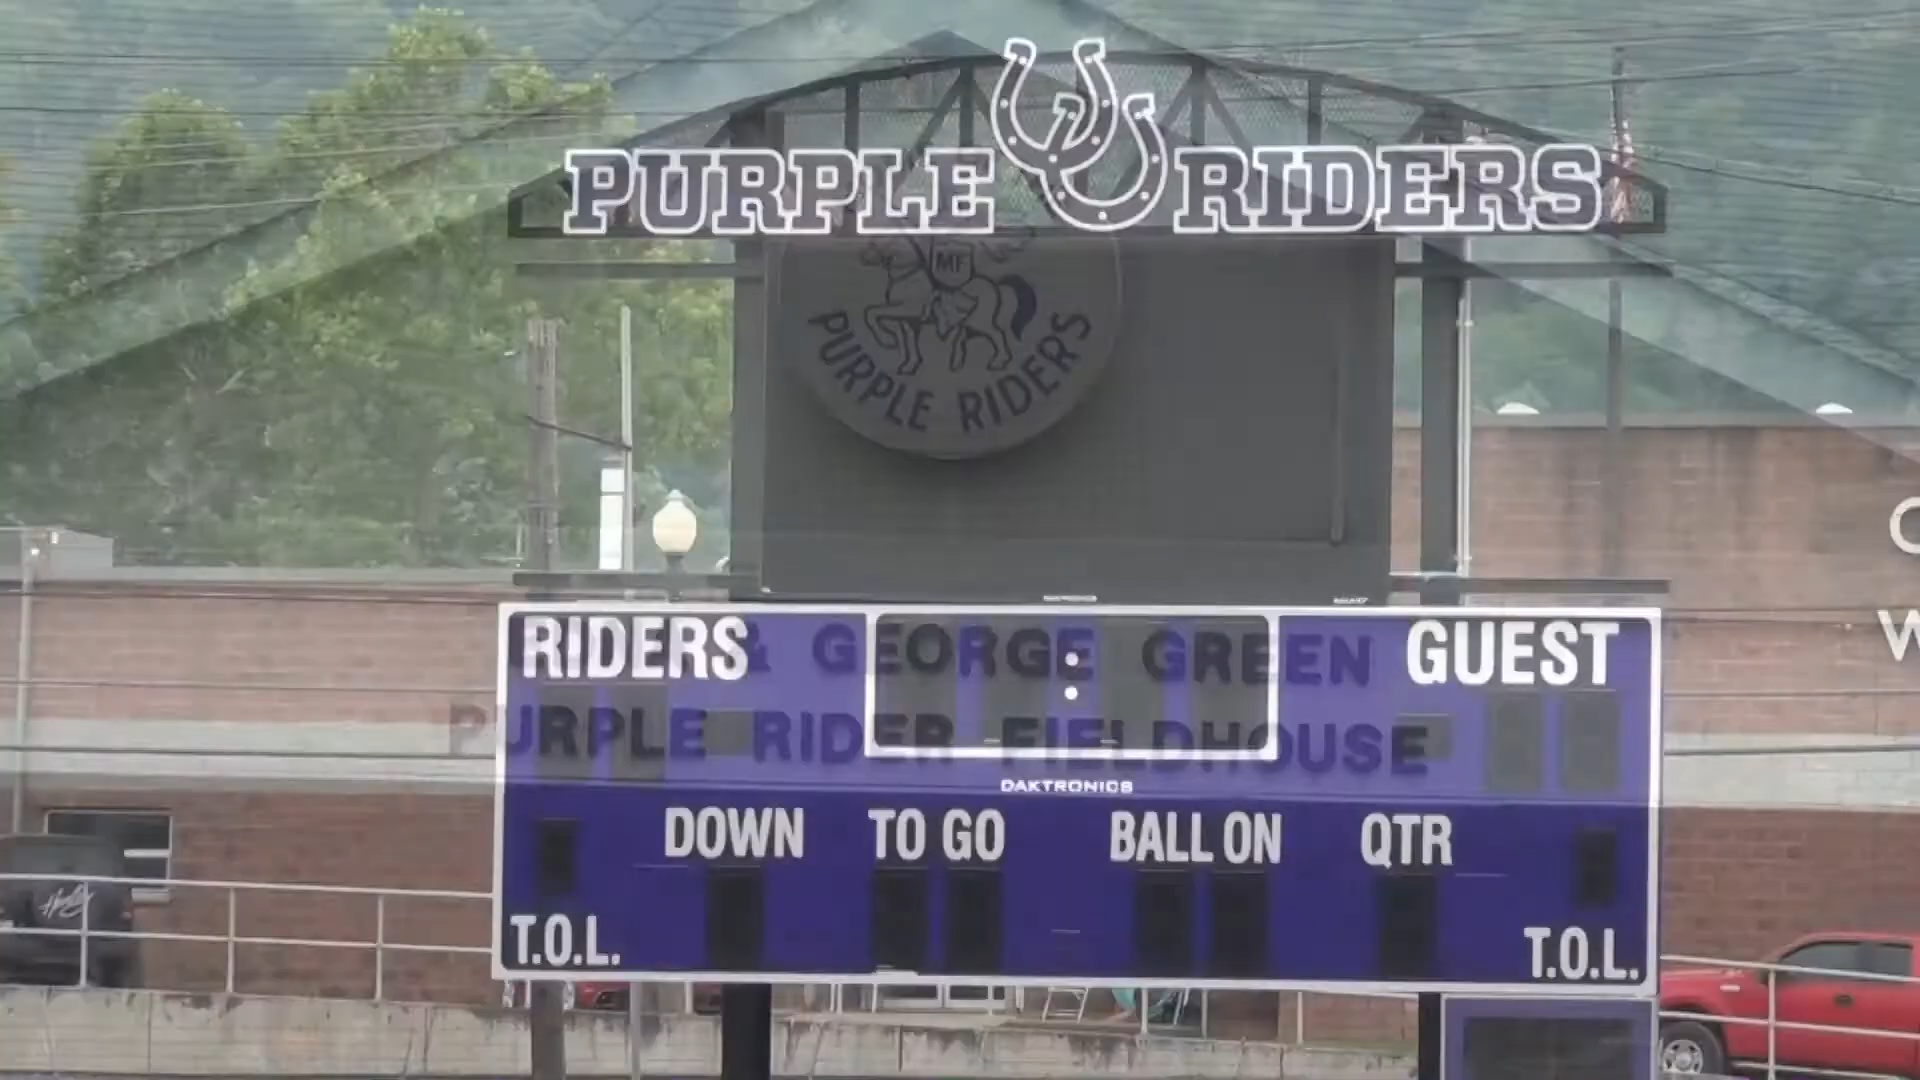 PURPLE RIDERS
MF
PURPLE RIDERS
RIDERS
GUEST
& GEORGE GREEN
PURPLE RIDER FIELDHOUSE
DAKTRONICS
DOWN TO GO BALL ON QTR
T.O.L. T.O.L.